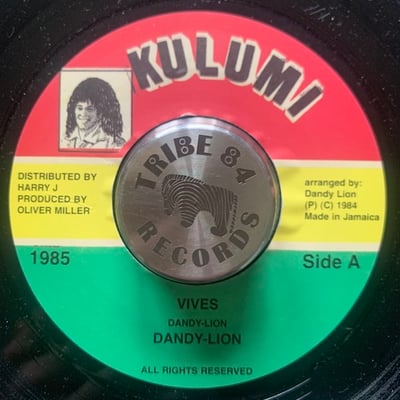 KULUMI
DISTRIBUTED BY
HARRY J
PRODUCED BY
OLIVER MILLER
arranged by:
Dandy Lion
(P) (C) 1984
Made in Jamaica
TRIBE 84
RECORDS
1985
Side A
VIVES
DANDY-LION
DANDY-LION
ALL RIGHTS RESERVED